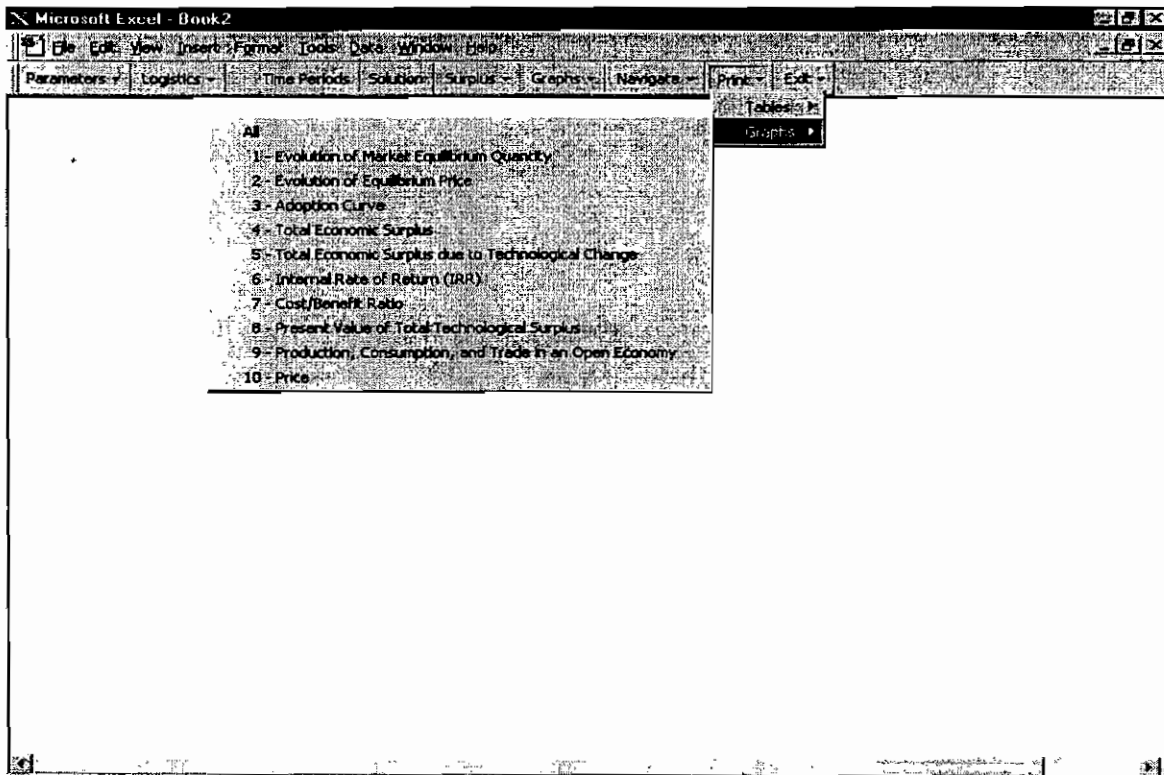 Microsoft Excel - Book2
File Edit View Insert Format Tools Data Window Help
Parameters Logistics Time Periods Solution Surplus Graphs Navigate Print Exit
Tables
Graphs
All
1 - Evolution of Market Equilibrium Quantity
2 - Evolution of Equilibrium Price
3 - Adoption Curve
4 - Total Economic Surplus
5 - Total Economic Surplus due to Technological Change
6 - Internal Rate of Return (IRR)
7 - Cost/Benefit Ratio
8 - Present Value of Total Technological Surplus
9 - Production, Consumption, and Trade in an Open Economy
10 - Price